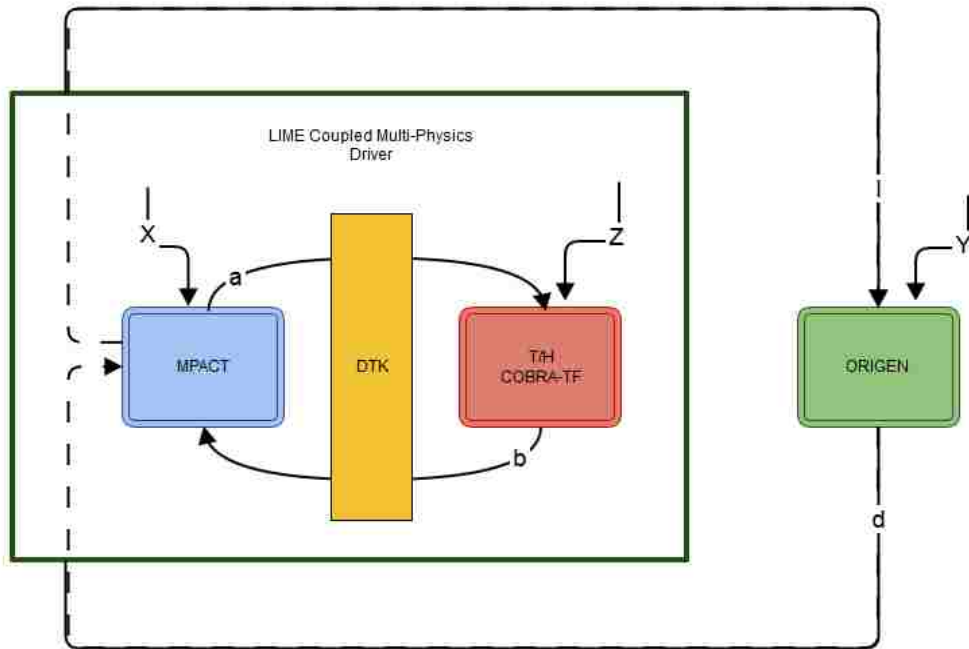 LIME Coupled Multi-Physics
Driver
X
Z
Y
a
MPACT
DTK
T/H
COBRA-TF
ORIGEN
b
d